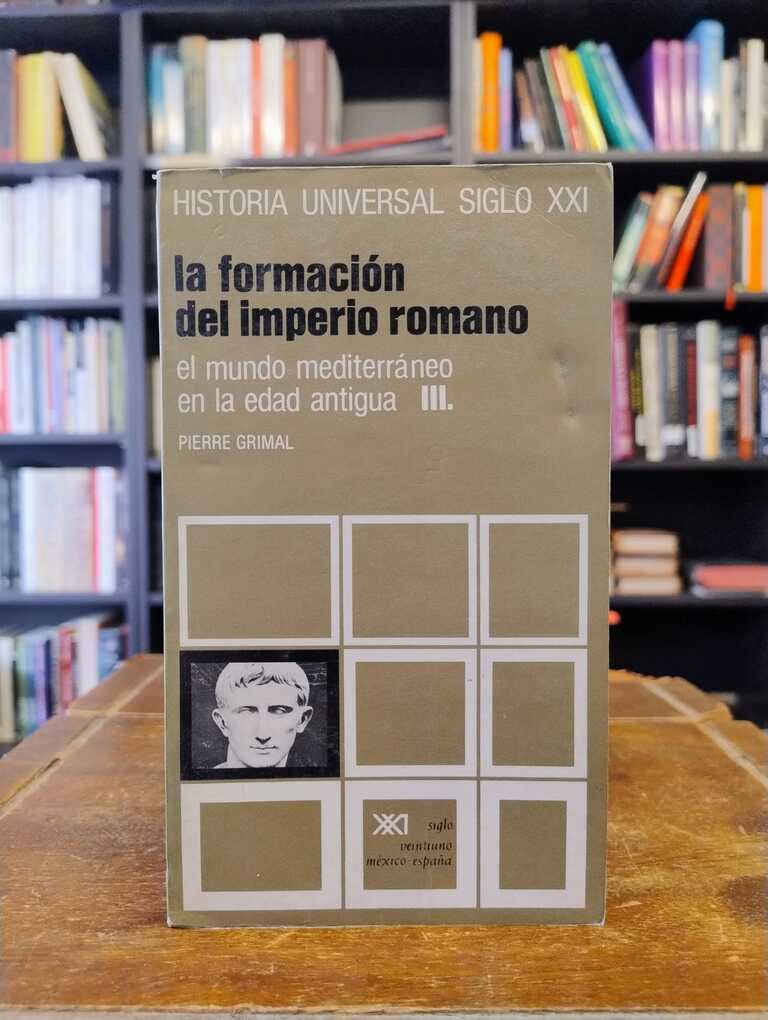 HISTORIA UNIVERSAL SIGLO XXI
la formación
del imperio romano
el mundo mediterráneo
en la edad antigua III.
PIERRE GRIMAL
XXI siglo
veintiuno
méxico-españa